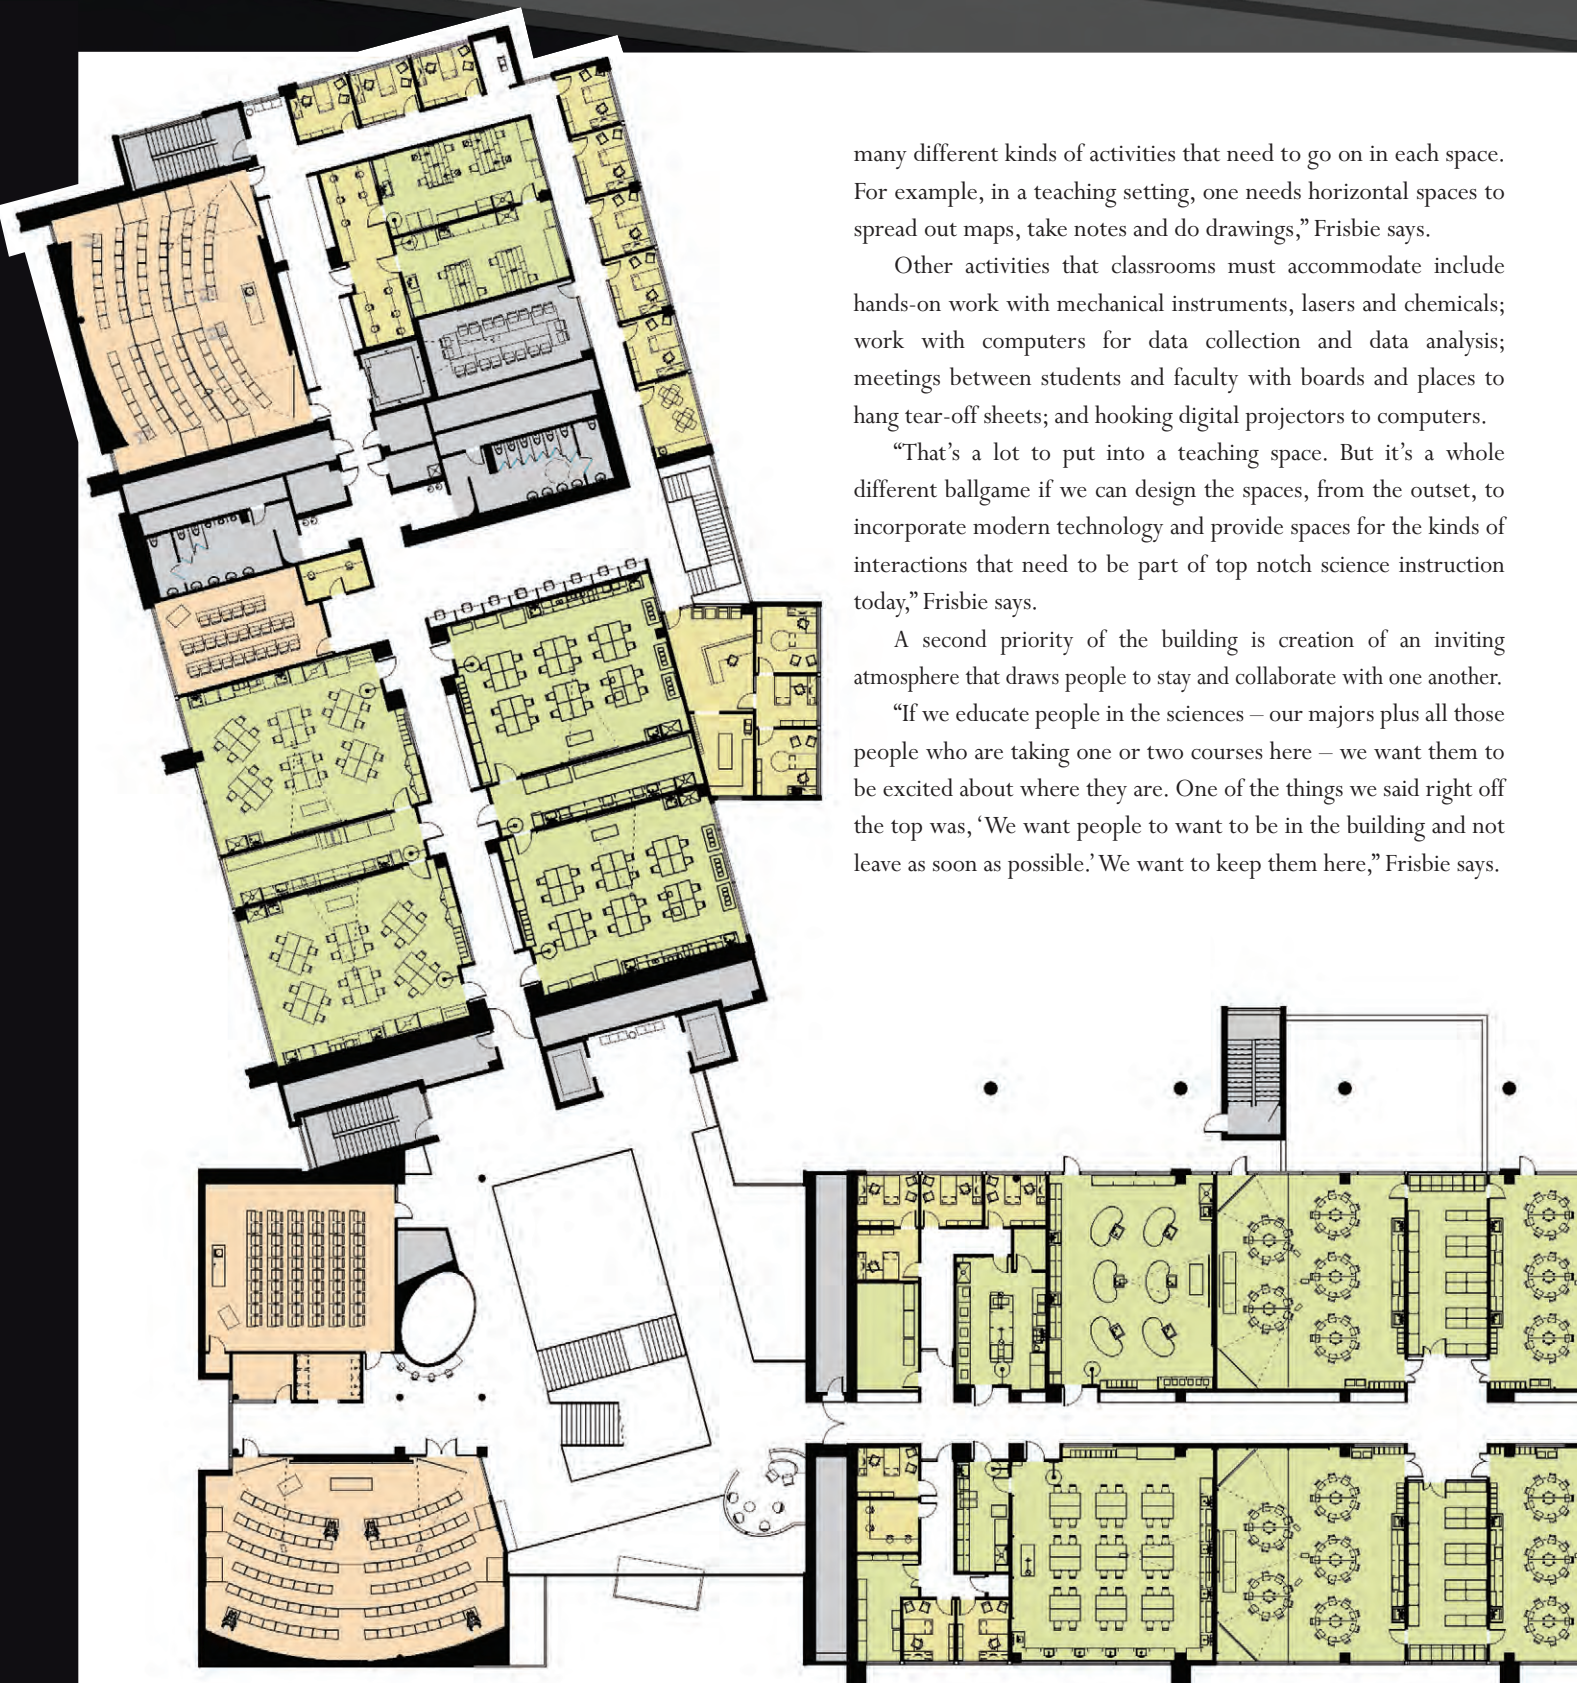 many different kinds of activities that need to go on in each space.
For example, in a teaching setting, one needs horizontal spaces to
spread out maps, take notes and do drawings,” Frisbie says.
Other activities that classrooms must accommodate include
hands-on work with mechanical instruments, lasers and chemicals;
work with computers for data collection and data analysis;
meetings between students and faculty with boards and places to
hang tear-off sheets; and hooking digital projectors to computers.
“That’s a lot to put into a teaching space. But it’s a whole
different ballgame if we can design the spaces, from the outset, to
incorporate modern technology and provide spaces for the kinds of
interactions that need to be part of top notch science instruction
today,” Frisbie says.
A second priority of the building is creation of an inviting
atmosphere that draws people to stay and collaborate with one another.
“If we educate people in the sciences – our majors plus all those
people who are taking one or two courses here – we want them to
be excited about where they are. One of the things we said right off
the top was, ‘We want people to want to be in the building and not
leave as soon as possible.’ We want to keep them here,” Frisbie says.